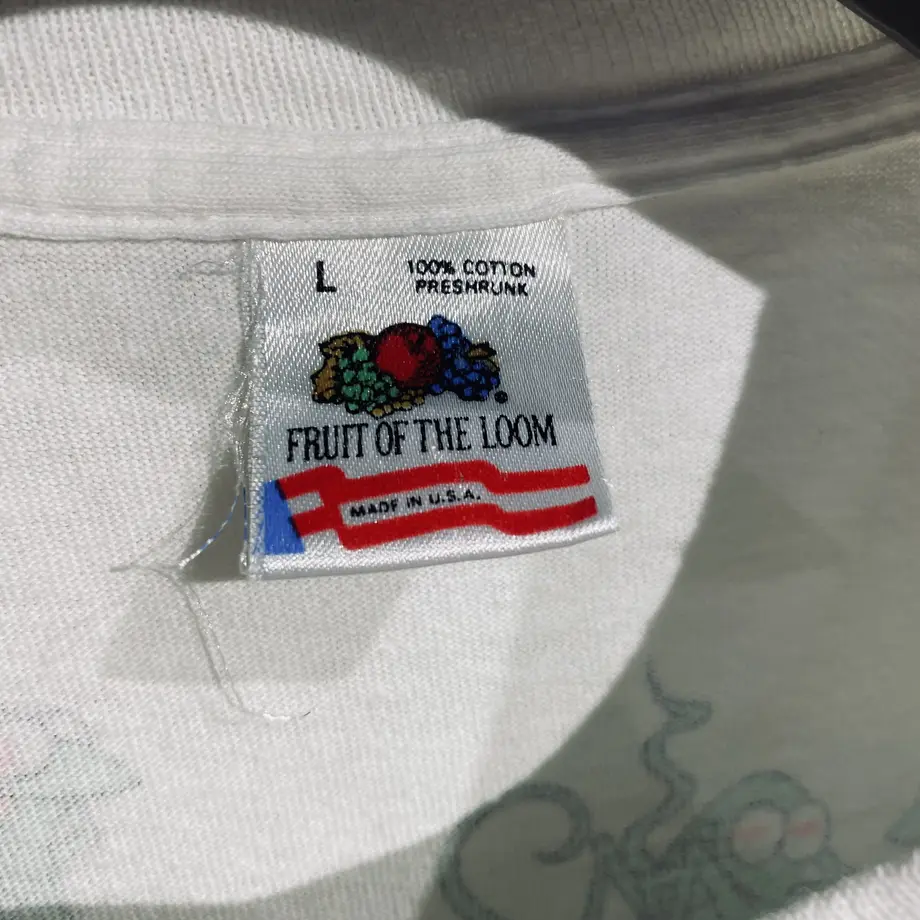 L
100% COTTON
PRESHRUNK
FRUIT OF THE LOOM
MADE IN U.S.A.